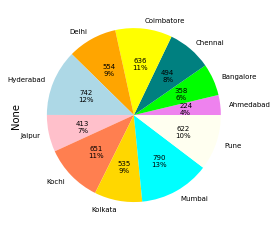 Coimbatore
Delhi
636
11%
Chennai
554
9%
494
8%
Hyderabad
742
12%
358
6%
Bangalore
224
4%
Ahmedabad
None
413
7%
Jaipur
622
10%
Pune
651
11%
535
9%
790
13%
Kochi
Kolkata
Mumbai